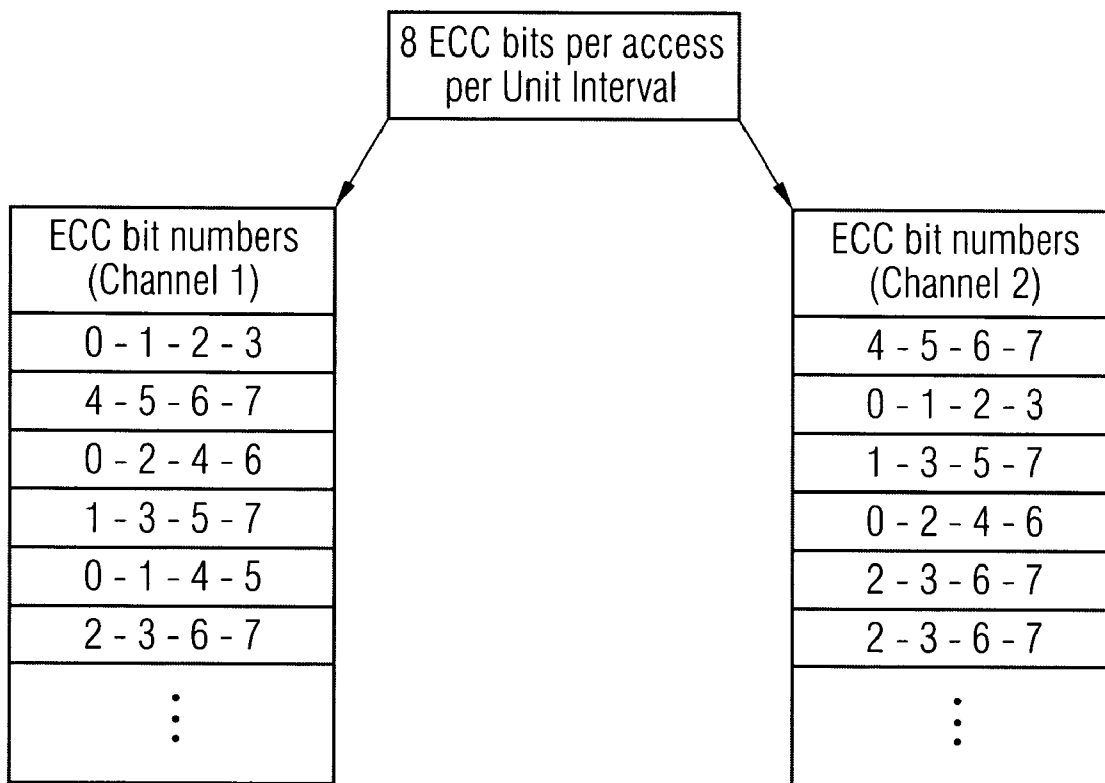 8 ECC bits per access
per Unit Interval
ECC bit numbers
(Channel 1)
0 - 1 - 2 - 3
4 - 5 - 6 - 7
0 - 2 - 4 - 6
1 - 3 - 5 - 7
0 - 1 - 4 - 5
2 - 3 - 6 - 7
ECC bit numbers
(Channel 2)
4 - 5 - 6 - 7
0 - 1 - 2 - 3
1 - 3 - 5 - 7
0 - 2 - 4 - 6
2 - 3 - 6 - 7
2 - 3 - 6 - 7